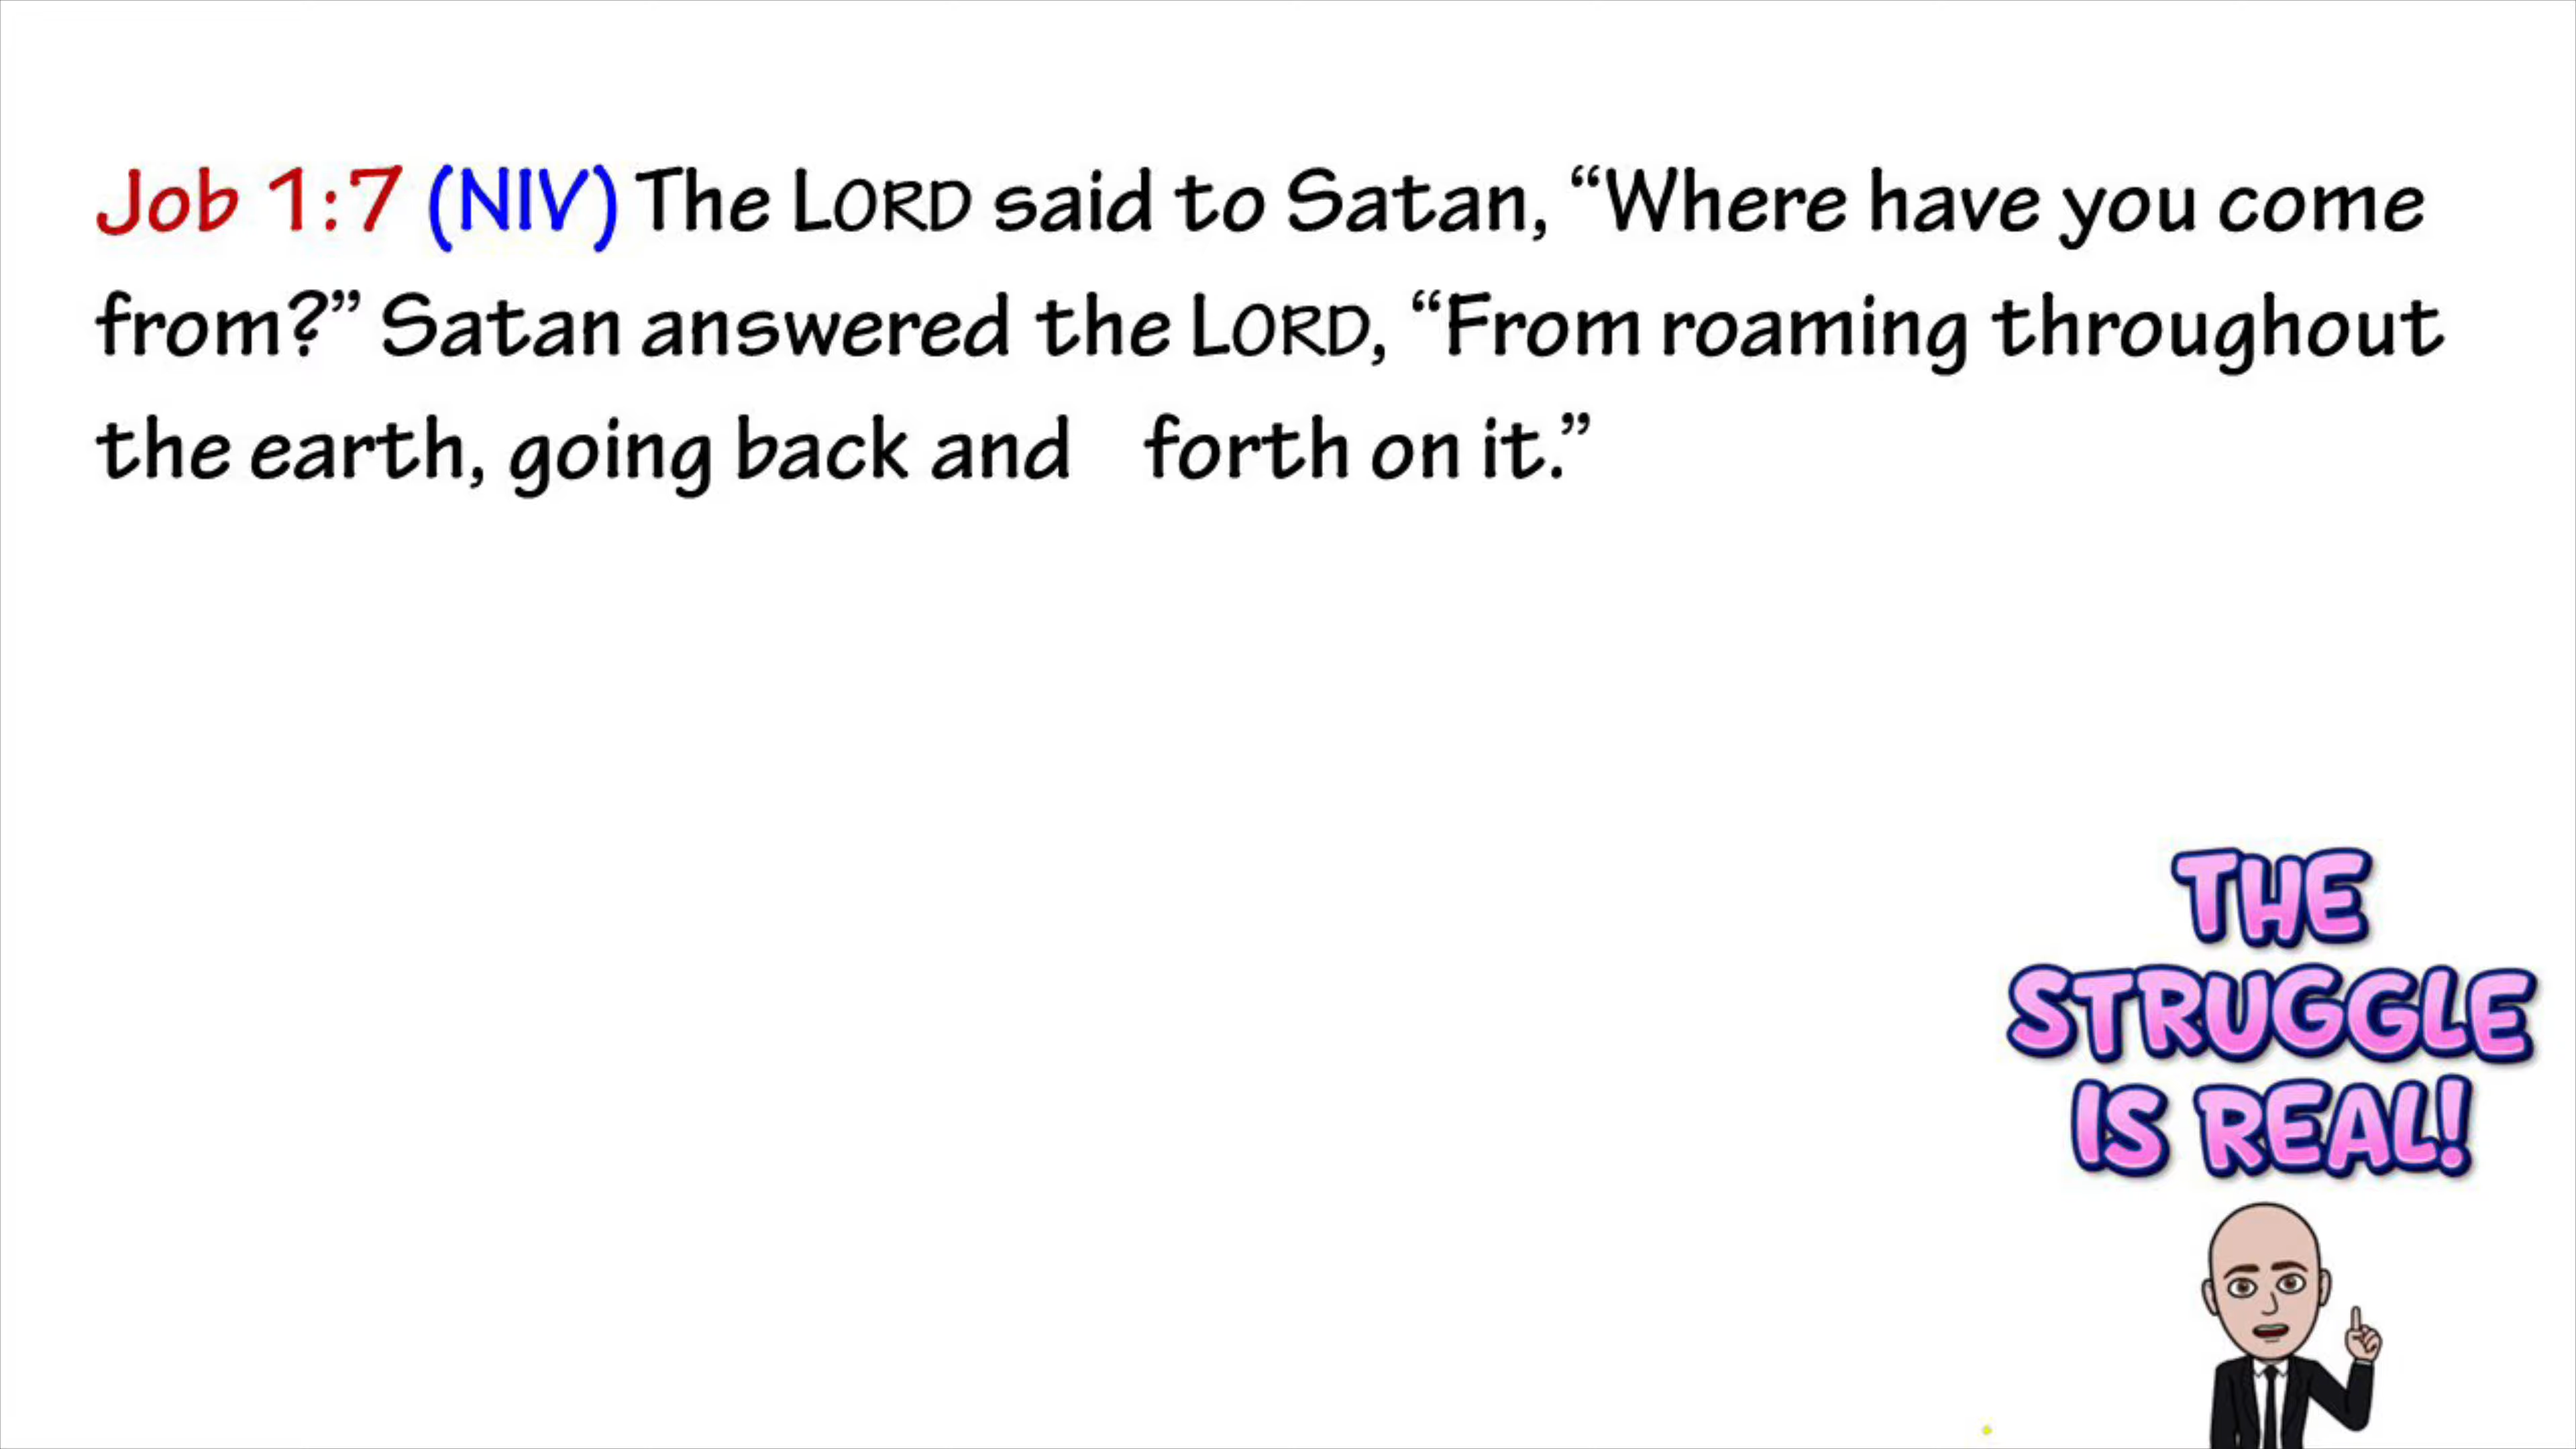 Job 1:7 (NIV) The LORD said to Satan, “Where have you come
from?” Satan answered the LORD, “From roaming throughout
the earth, going back and   forth on it.”
THE
STRUGGLE
IS REAL!